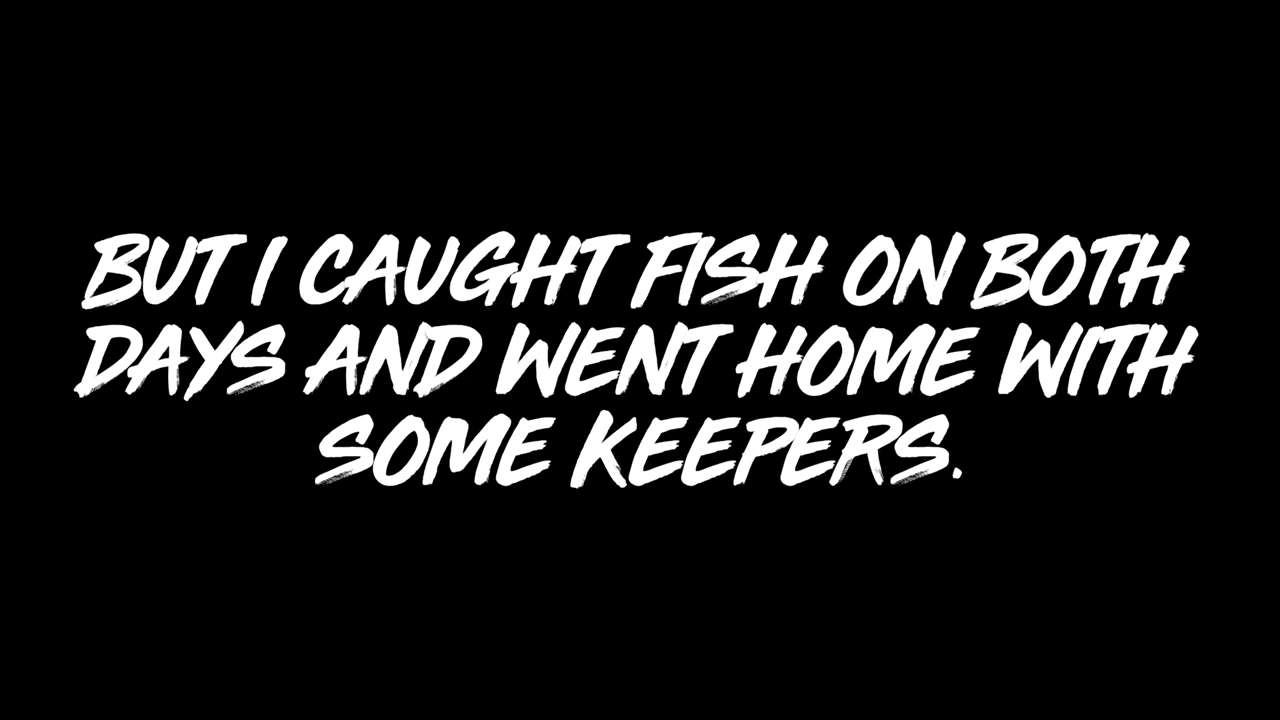 BUT I CAUGHT FISH ON BOTH
DAYS AND WENT HOME WITH
SOME KEEPERS.